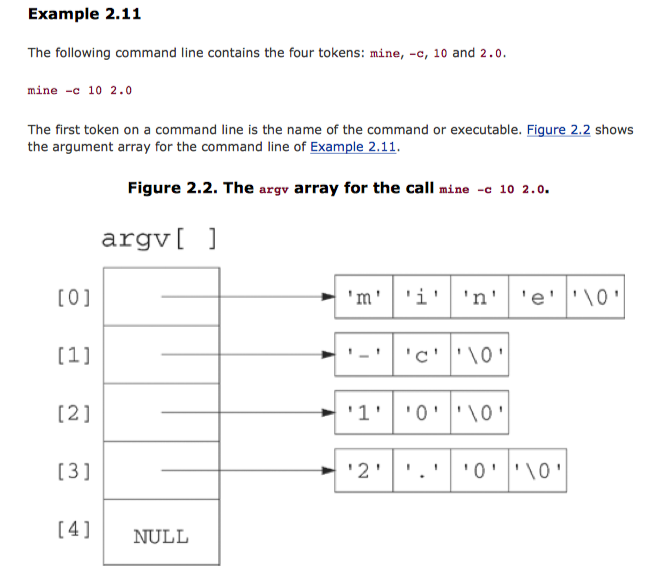 Example 2.11
The following command line contains the four tokens: mine, -c, 10 and 2.0.
mine -c 10 2.0
The first token on a command line is the name of the command or executable. Figure 2.2 shows
the argument array for the command line of Example 2.11.
Figure 2.2. The argv array for the call mine -c 10 2.0.
argv[ ]
[0] 'm' 'i' 'n' 'e' '\0'
[1] '-' 'c' '\0'
[2] '1' '0' '\0'
[3] '2' '.' '0' '\0'
[4] NULL